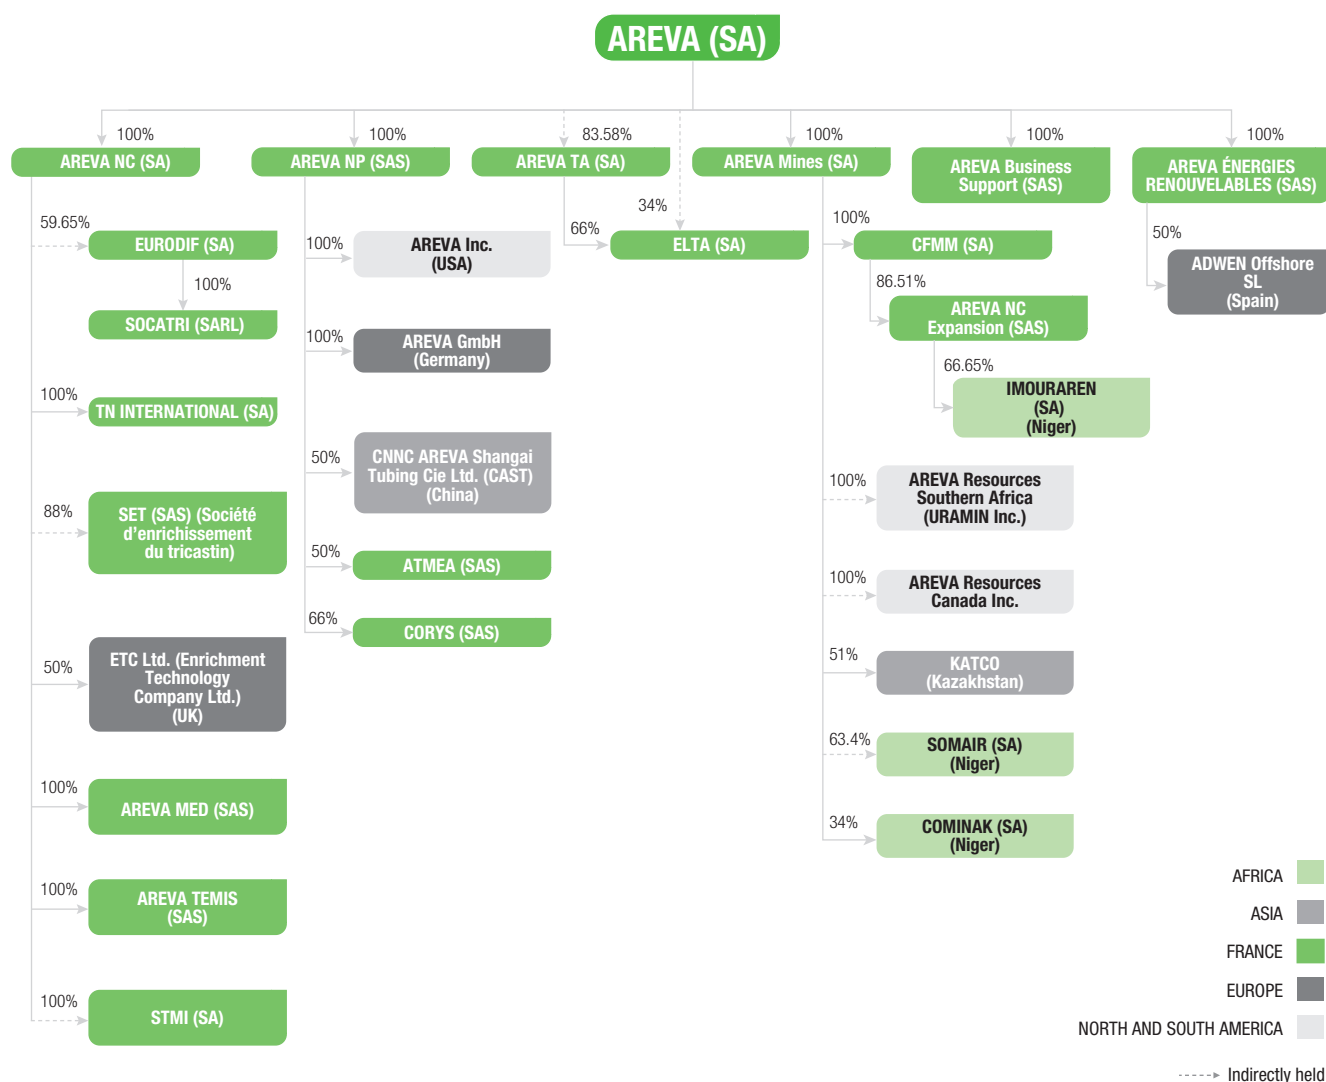 AREVA (SA)
100%
100%
83.58%
100%
100%
100%
AREVA NC (SA)
AREVA NP (SAS)
AREVA TA (SA)
AREVA Mines (SA)
AREVA Business
Support (SAS)
AREVA ÉNERGIES
RENOUVELABLES (SAS)
59.65%
EURODIF (SA)
100%
SOCATRI (SARL)
100%
TN INTERNATIONAL (SA)
88%
SET (SAS) (Société
d'enrichissement
du tricastin)
50%
ETC Ltd. (Enrichment
Technology
Company Ltd.)
(UK)
100%
AREVA MED (SAS)
100%
AREVA TEMIS
(SAS)
100%
STMI (SA)
100%
AREVA Inc.
(USA)
100%
AREVA GmbH
(Germany)
50%
CNNC AREVA Shangai
Tubing Cie Ltd. (CAST)
(China)
50%
ATMEA (SAS)
66%
CORYS (SAS)
66%
34%
ELTA (SA)
100%
CFMM (SA)
86.51%
AREVA NC
Expansion (SAS)
66.65%
IMOURAREN
(SA)
(Niger)
100%
AREVA Resources
Southern Africa
(URAMIN Inc.)
100%
AREVA Resources
Canada Inc.
51%
KATCO
(Kazakhstan)
63.4%
SOMAIR (SA)
(Niger)
34%
COMINAK (SA)
(Niger)
50%
ADWEN Offshore
SL
(Spain)
AFRICA
ASIA
FRANCE
EUROPE
NORTH AND SOUTH AMERICA
Indirectly held